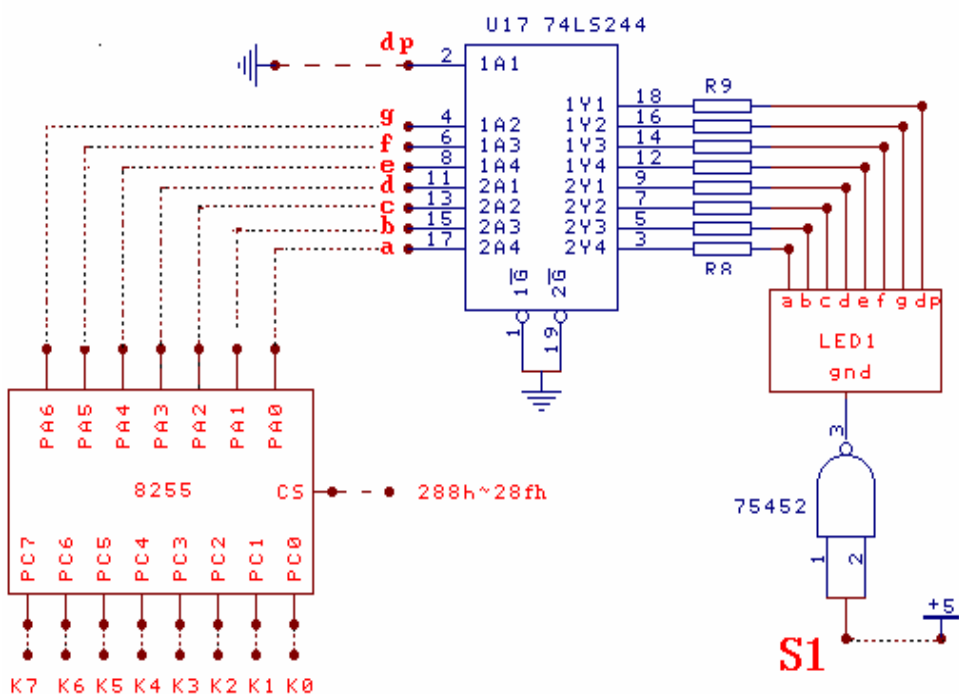 U17 74LS244
dp 2 1A1
R9
1Y1 18
g 4 1A2 1Y2 16
f 6 1A3 1Y3 14
e 8 1A4 1Y4 12
d 11 2A1 2Y1 9
c 13 2A2 2Y2 7
b 15 2A3 2Y3 5
a 17 2A4 2Y4 3
R8
1G 2G
1 19
a b c d e f g dp
LED1
gnd
3
PA6 PA5 PA4 PA3 PA2 PA1 PA0
8255 CS 288h~28fh
75452
1 2
PC7 PC6 PC5 PC4 PC3 PC2 PC1 PC0
+5
S1
K7 K6 K5 K4 K3 K2 K1 K0